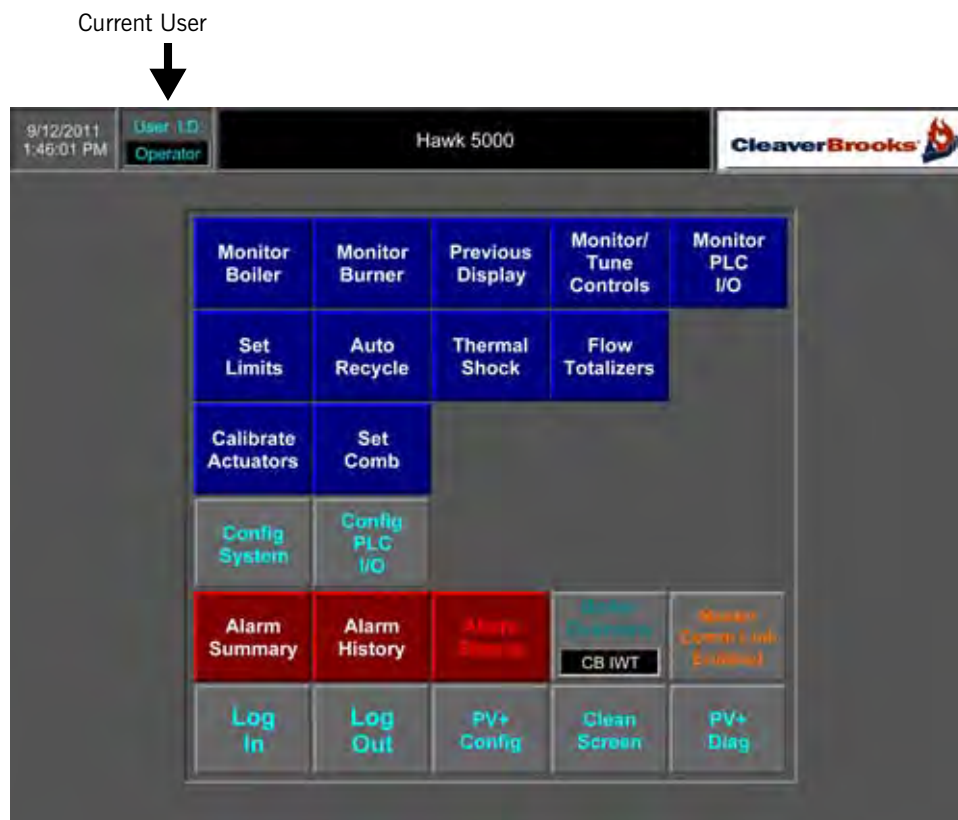 Current User
9/12/2011
1:46:01 PM
User I.D.
Operator
Hawk 5000
CleaverBrooks
Monitor
Boiler
Monitor
Burner
Previous
Display
Monitor/
Tune
Controls
Monitor
PLC
I/O
Set
Limits
Auto
Recycle
Thermal
Shock
Flow
Totalizers
Calibrate
Actuators
Set
Comb
Config
System
Config
PLC
I/O
Alarm
Summary
Alarm
History
Alarm
CB IWT
Comm Link
Log
In
Log
Out
PV+
Config
Clean
Screen
PV+
Diag